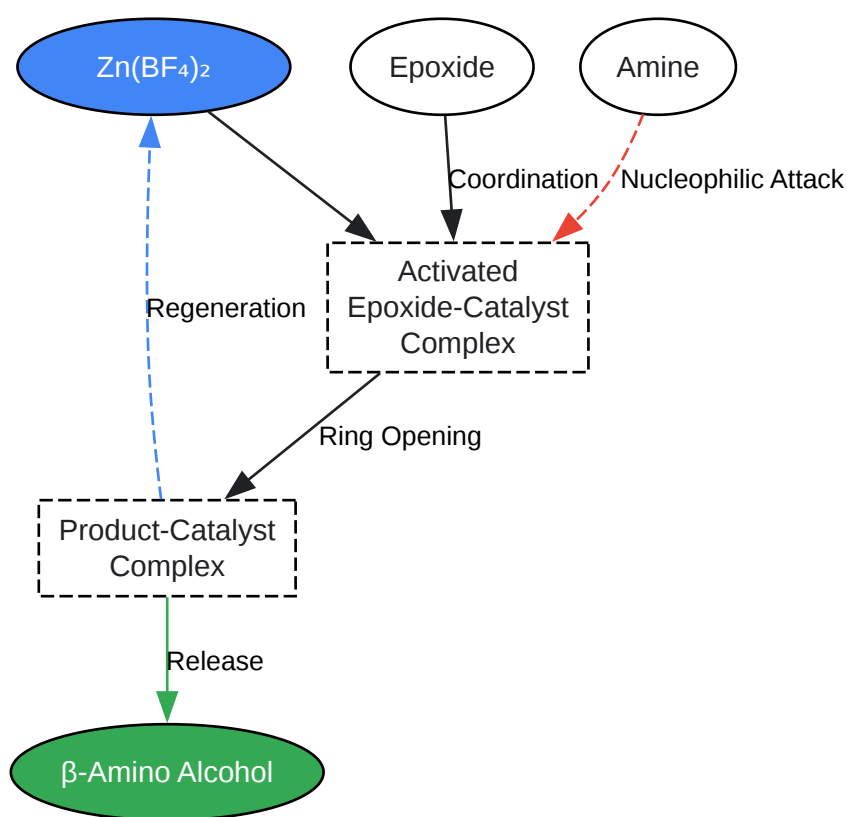 Zn(BF₄)₂
Epoxide
Amine
Coordination
Nucleophilic Attack
Activated
Epoxide-Catalyst
Complex
Regeneration
Ring Opening
Product-Catalyst
Complex
Release
β-Amino Alcohol